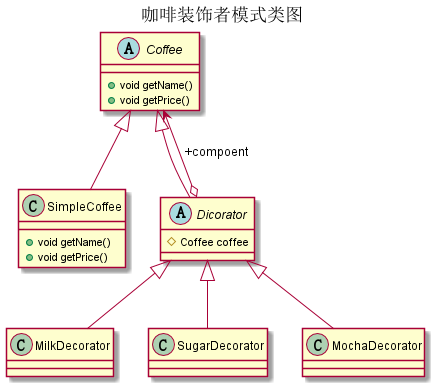 咖啡装饰者模式类图
A Coffee
void getName()
void getPrice()
+compoent
C SimpleCoffee
void getName()
void getPrice()
A Dicorator
Coffee coffee
C MilkDecorator
C SugarDecorator
C MochaDecorator